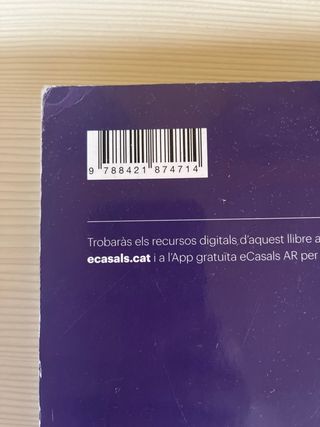 9 788421 874714
Trobaràs els recursos digitals d'aquest llibre a
ecasals.cat i a l'App gratuïta eCasals AR per